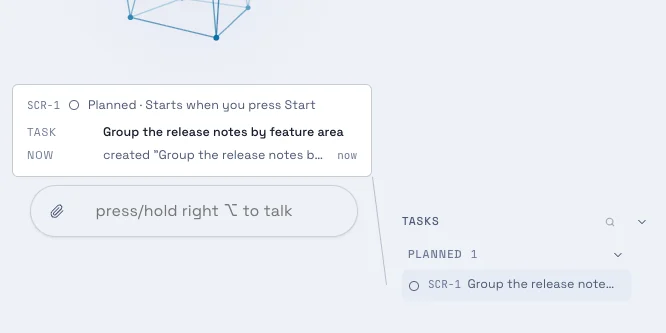 SCR-1 Planned · Starts when you press Start
TASK Group the release notes by feature area
NOW created "Group the release notes b... now
press/hold right ⌥ to talk
TASKS
PLANNED 1
SCR-1 Group the release note...